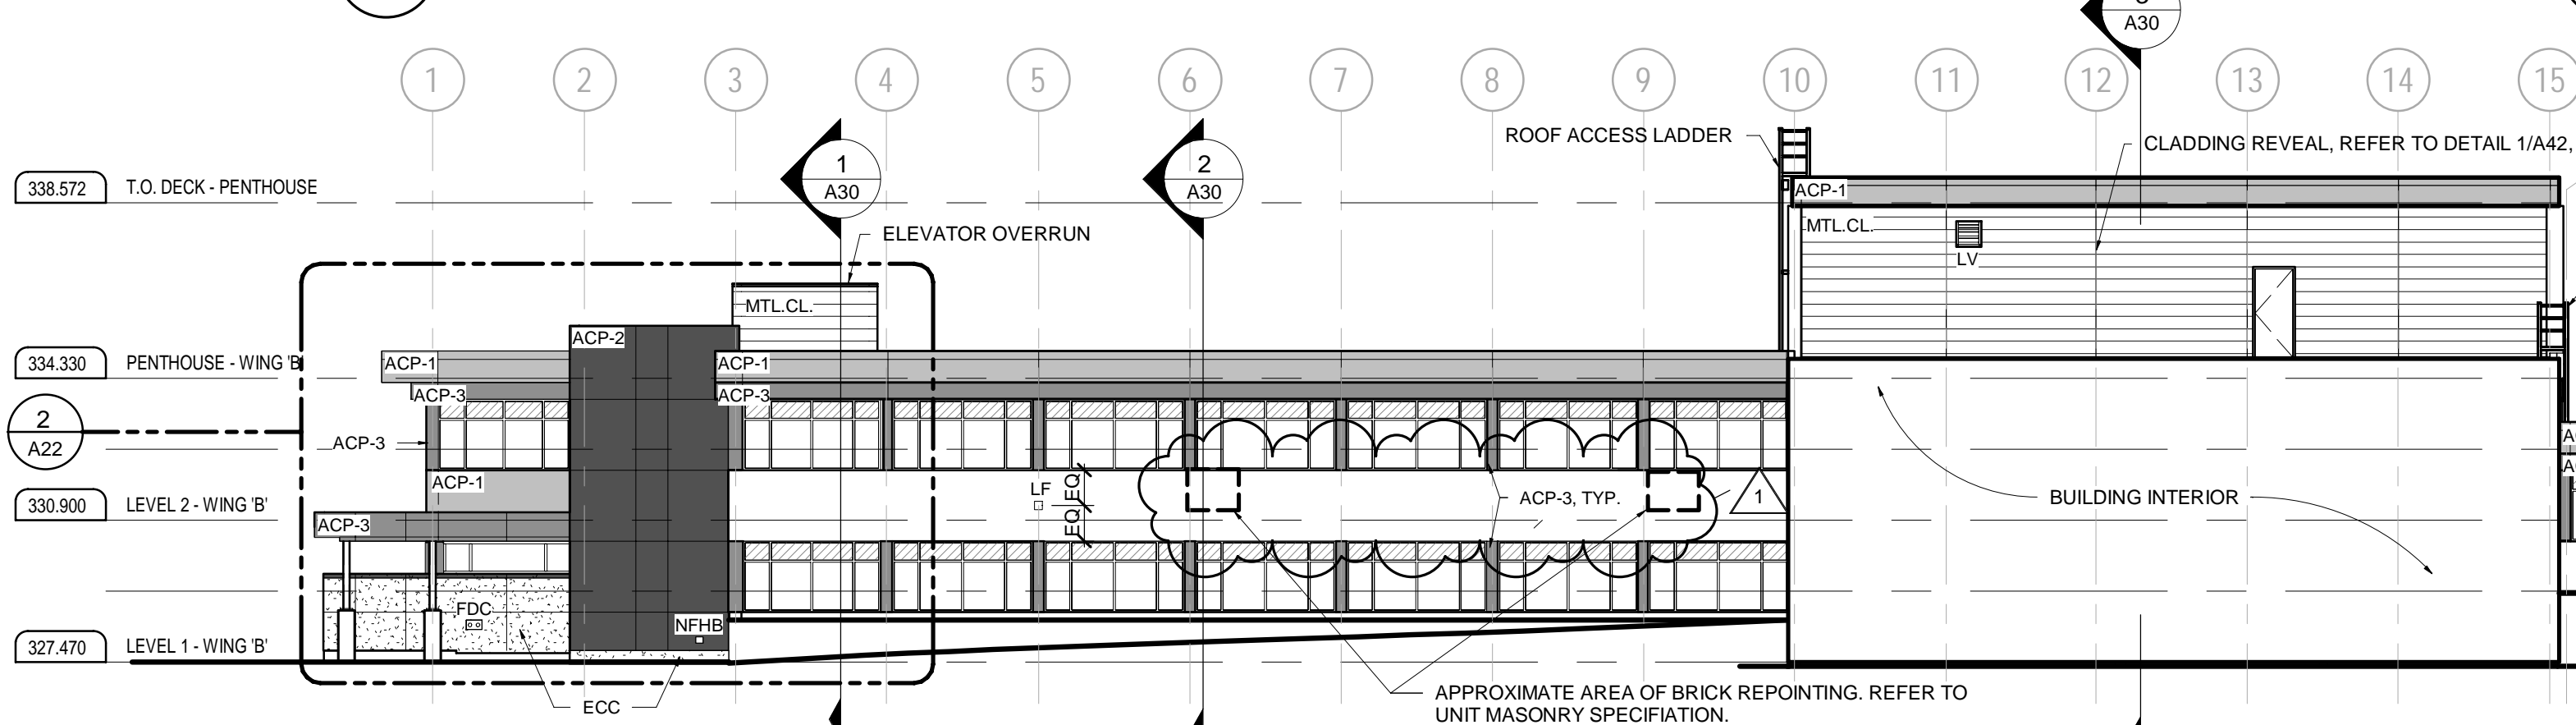 A30
1 2 3 4 5 6 7 8 9 10 11 12 13 14 15
ROOF ACCESS LADDER
CLADDING REVEAL, REFER TO DETAIL 1/A42,
1
A30
2
A30
338.572 T.O. DECK - PENTHOUSE
ACP-1
MTL.CL.
ELEVATOR OVERRUN
LV
MTL.CL.
ACP-2
334.330 PENTHOUSE - WING 'B'
ACP-1
ACP-1
ACP-3
ACP-3
2
A22
ACP-3
ACP-1
LF
EQ
EQ
ACP-3, TYP.
1
BUILDING INTERIOR
330.900 LEVEL 2 - WING 'B'
ACP-3
FDC
NFHB
327.470 LEVEL 1 - WING 'B'
ECC
APPROXIMATE AREA OF BRICK REPOINTING. REFER TO
UNIT MASONRY SPECIFIATION.